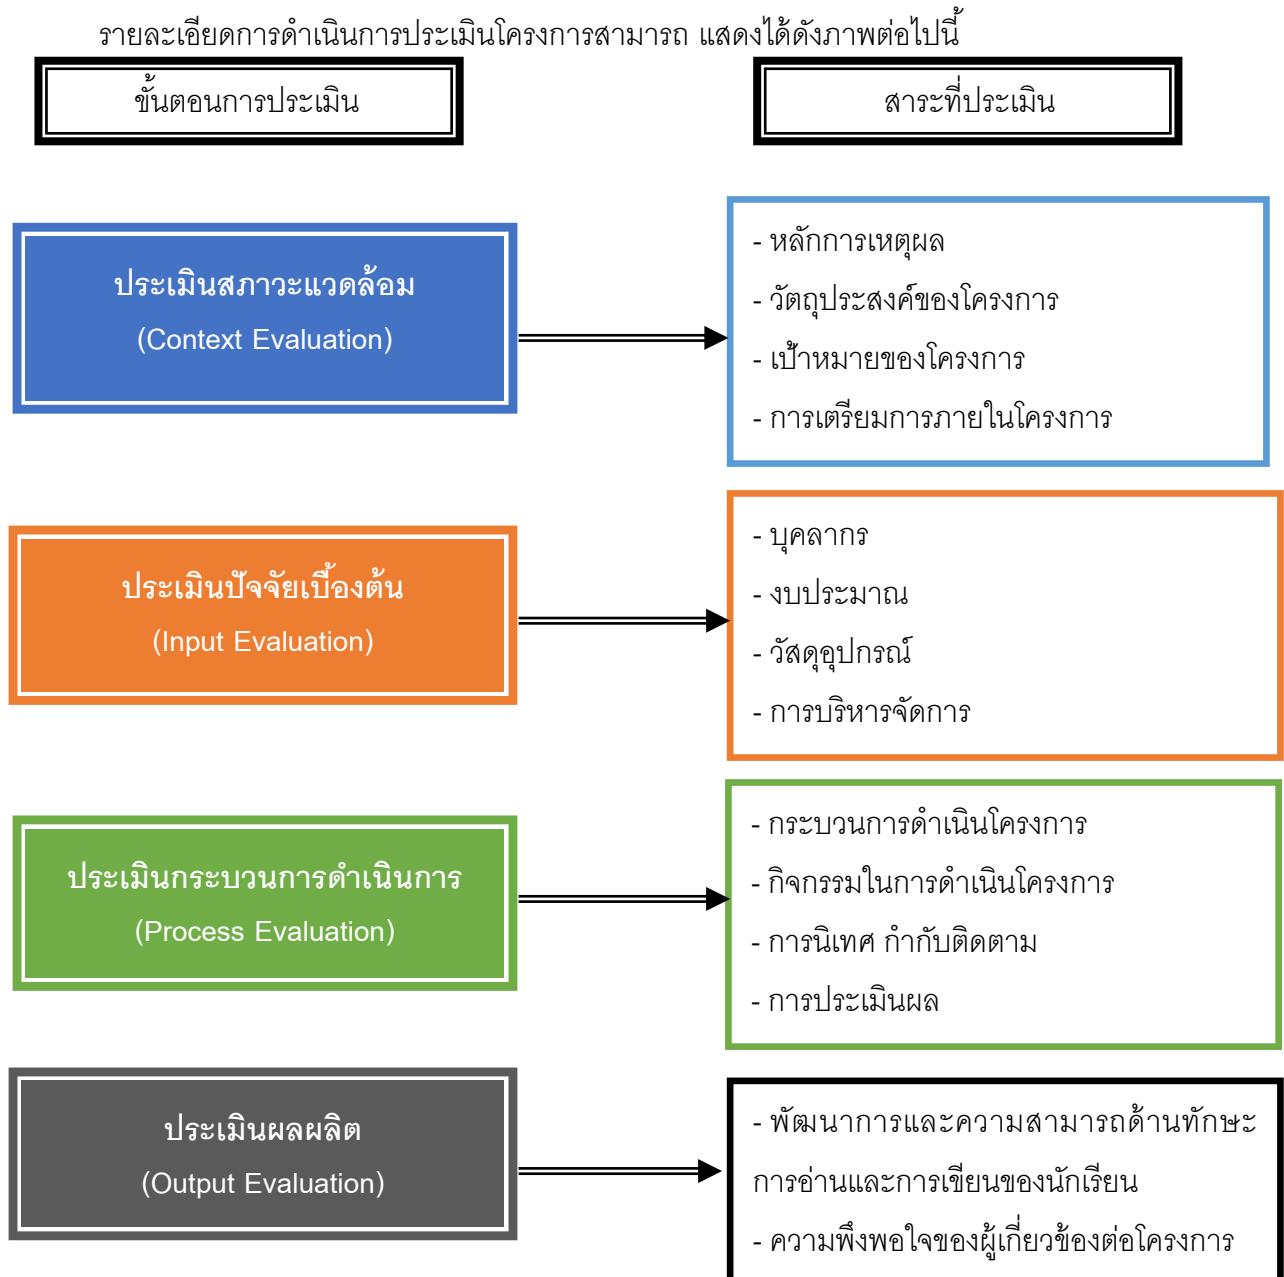 รายละเอียดการดำเนินการประเมินโครงการสามารถ แสดงได้ดังภาพต่อไปนี้
ขั้นตอนการประเมิน
สาระที่ประเมิน
ประเมินสภาวะแวดล้อม
(Context Evaluation)
- หลักการเหตุผล
- วัตถุประสงค์ของโครงการ
- เป้าหมายของโครงการ
- การเตรียมการภายในโครงการ
ประเมินปัจจัยเบื้องต้น
(Input Evaluation)
- บุคลากร
- งบประมาณ
- วัสดุอุปกรณ์
- การบริหารจัดการ
ประเมินกระบวนการดำเนินการ
(Process Evaluation)
- กระบวนการดำเนินโครงการ
- กิจกรรมในการดำเนินโครงการ
- การนิเทศ กำกับติดตาม
- การประเมินผล
ประเมินผลผลิต
(Output Evaluation)
- พัฒนาการและความสามารถด้านทักษะ
การอ่านและการเขียนของนักเรียน
- ความพึงพอใจของผู้เกี่ยวข้องต่อโครงการ